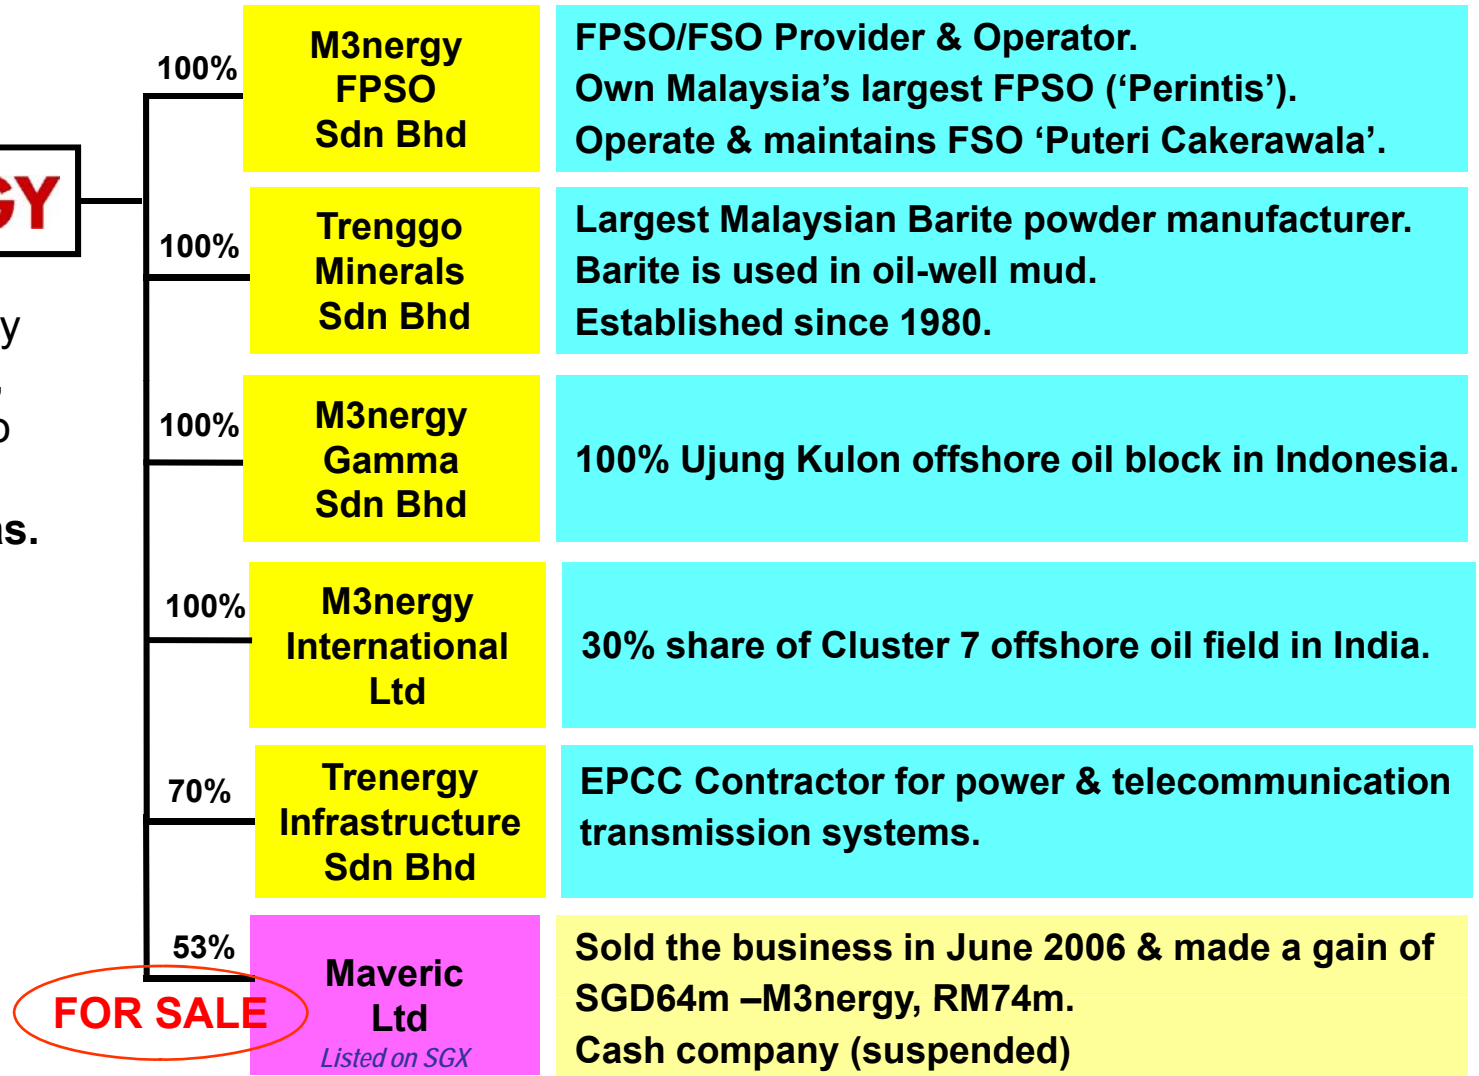 100%
M3nergy
FPSO
Sdn Bhd
FPSO/FSO Provider & Operator.
Own Malaysia’s largest FPSO (‘Perintis’).
Operate & maintains FSO ‘Puteri Cakerawala’.
GY
100%
Trenggo
Minerals
Sdn Bhd
Largest Malaysian Barite powder manufacturer.
Barite is used in oil-well mud.
Established since 1980.
y
100%
M3nergy
Gamma
Sdn Bhd
100% Ujung Kulon offshore oil block in Indonesia.
s.
100%
M3nergy
International
Ltd
30% share of Cluster 7 offshore oil field in India.
70%
Trenergy
Infrastructure
Sdn Bhd
EPCC Contractor for power & telecommunication
transmission systems.
53%
FOR SALE
Maveric
Ltd
Listed on SGX
Sold the business in June 2006 & made a gain of
SGD64m –M3nergy, RM74m.
Cash company (suspended)